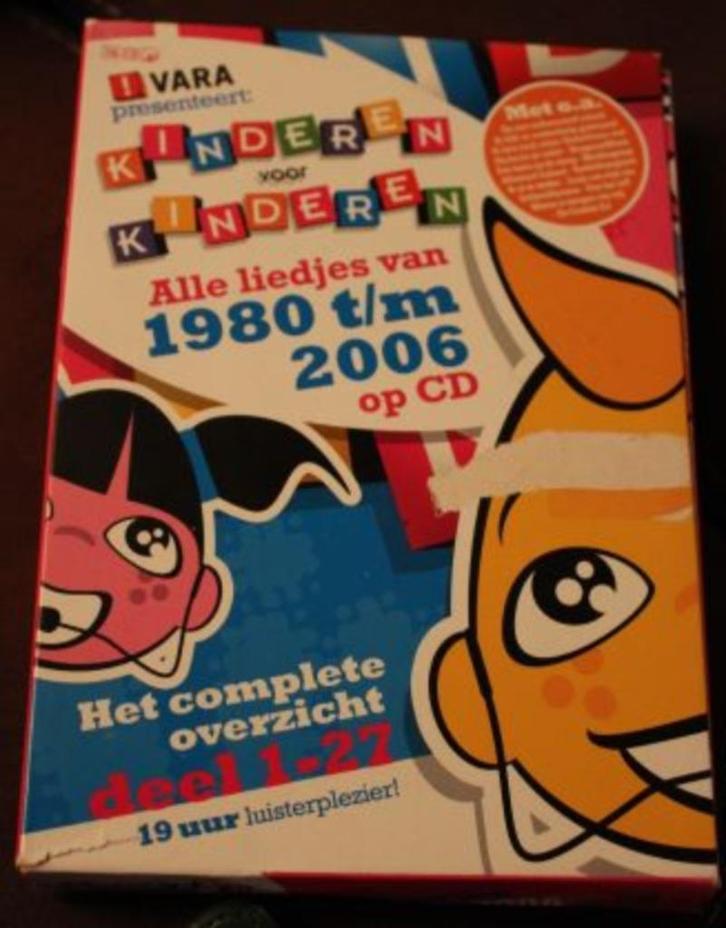 VARA
presenteert:
KINDEREN
voor
KINDEREN
Met o.a.
Alle liedjes van
1980 t/m
2006
op CD
Het complete
overzicht
deel 1-27
19 uur luisterplezier!